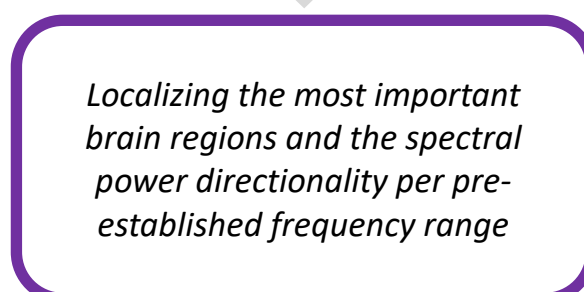 Localizing the most important
brain regions and the spectral
power directionality per pre-
established frequency range